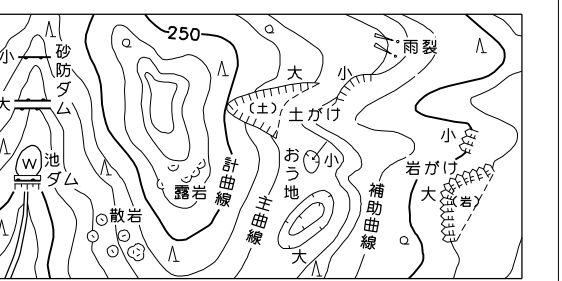 250
小 砂防ダム
大
池
W ダム
雨裂
大 小
(土) 土がけ
おう地 小
大
小
岩がけ
大 (岩)
露岩
散岩
計曲線
主曲線
補助曲線